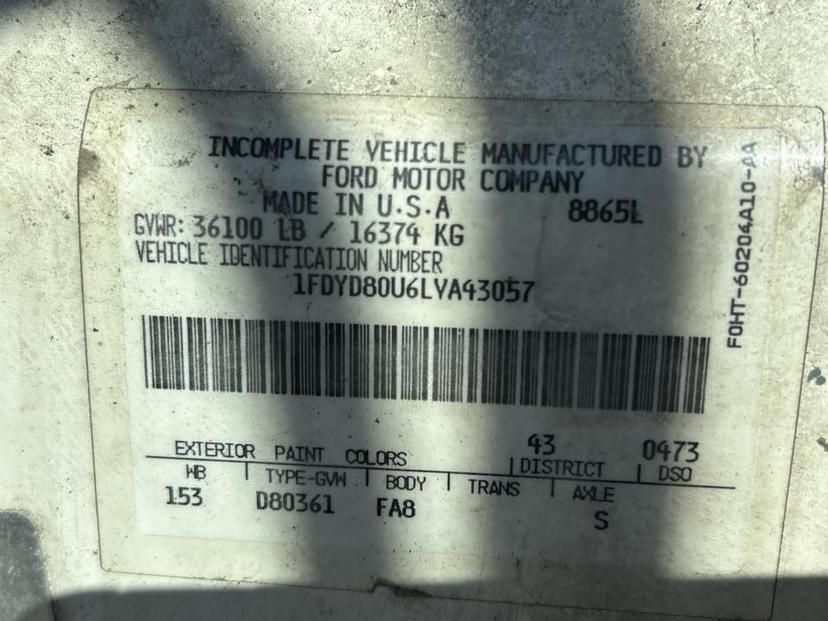 INCOMPLETE VEHICLE MANUFACTURED BY
FORD MOTOR COMPANY
MADE IN U.S.A
8865L
GVWR: 36100 LB / 16374 KG
VEHICLE IDENTIFICATION NUMBER
1FDYD80U6LVA43057
F0HT-60204A10-AA
43 0473
EXTERIOR PAINT COLORS DISTRICT DSO
WB TYPE-GVW BODY TRANS AXLE
153 D80361 FA8 S